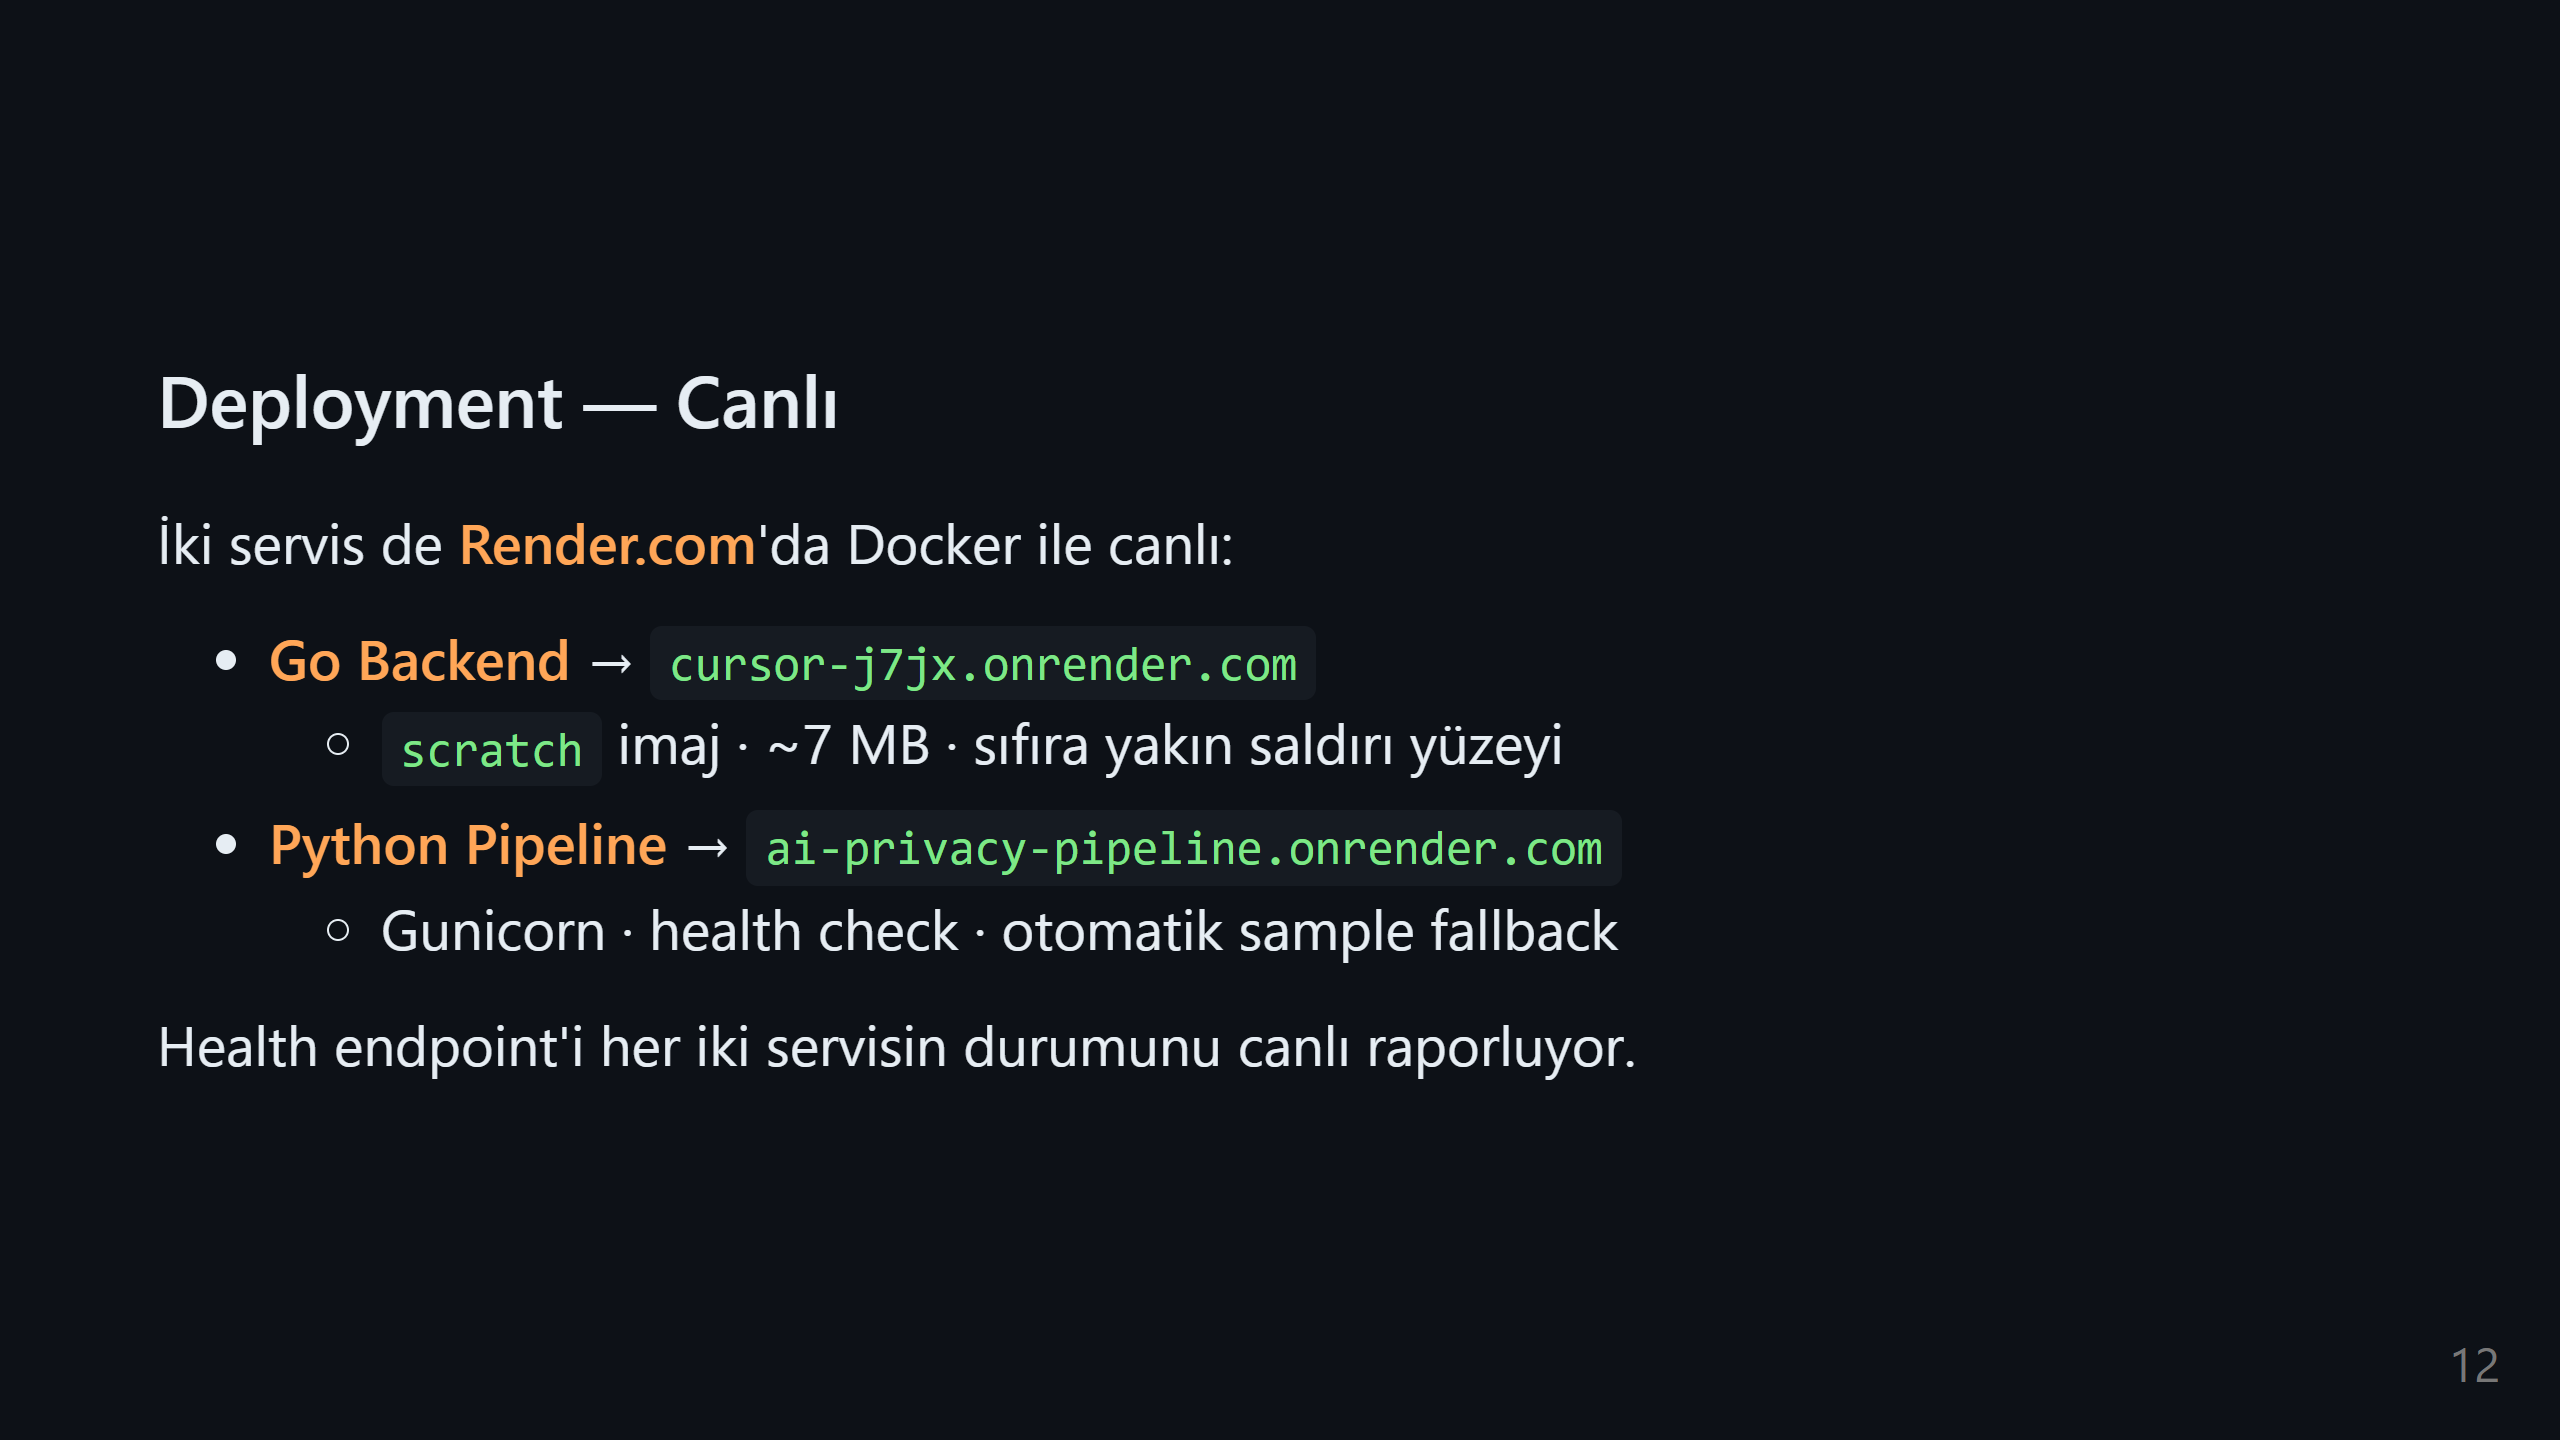 Deployment — Canlı
İki servis de Render.com'da Docker ile canlı:
• Go Backend → cursor-j7jx.onrender.com
○ scratch imaj · ~7 MB · sıfıra yakın saldırı yüzeyi
• Python Pipeline → ai-privacy-pipeline.onrender.com
○ Gunicorn · health check · otomatik sample fallback
Health endpoint'i her iki servisin durumunu canlı raporluyor.
12